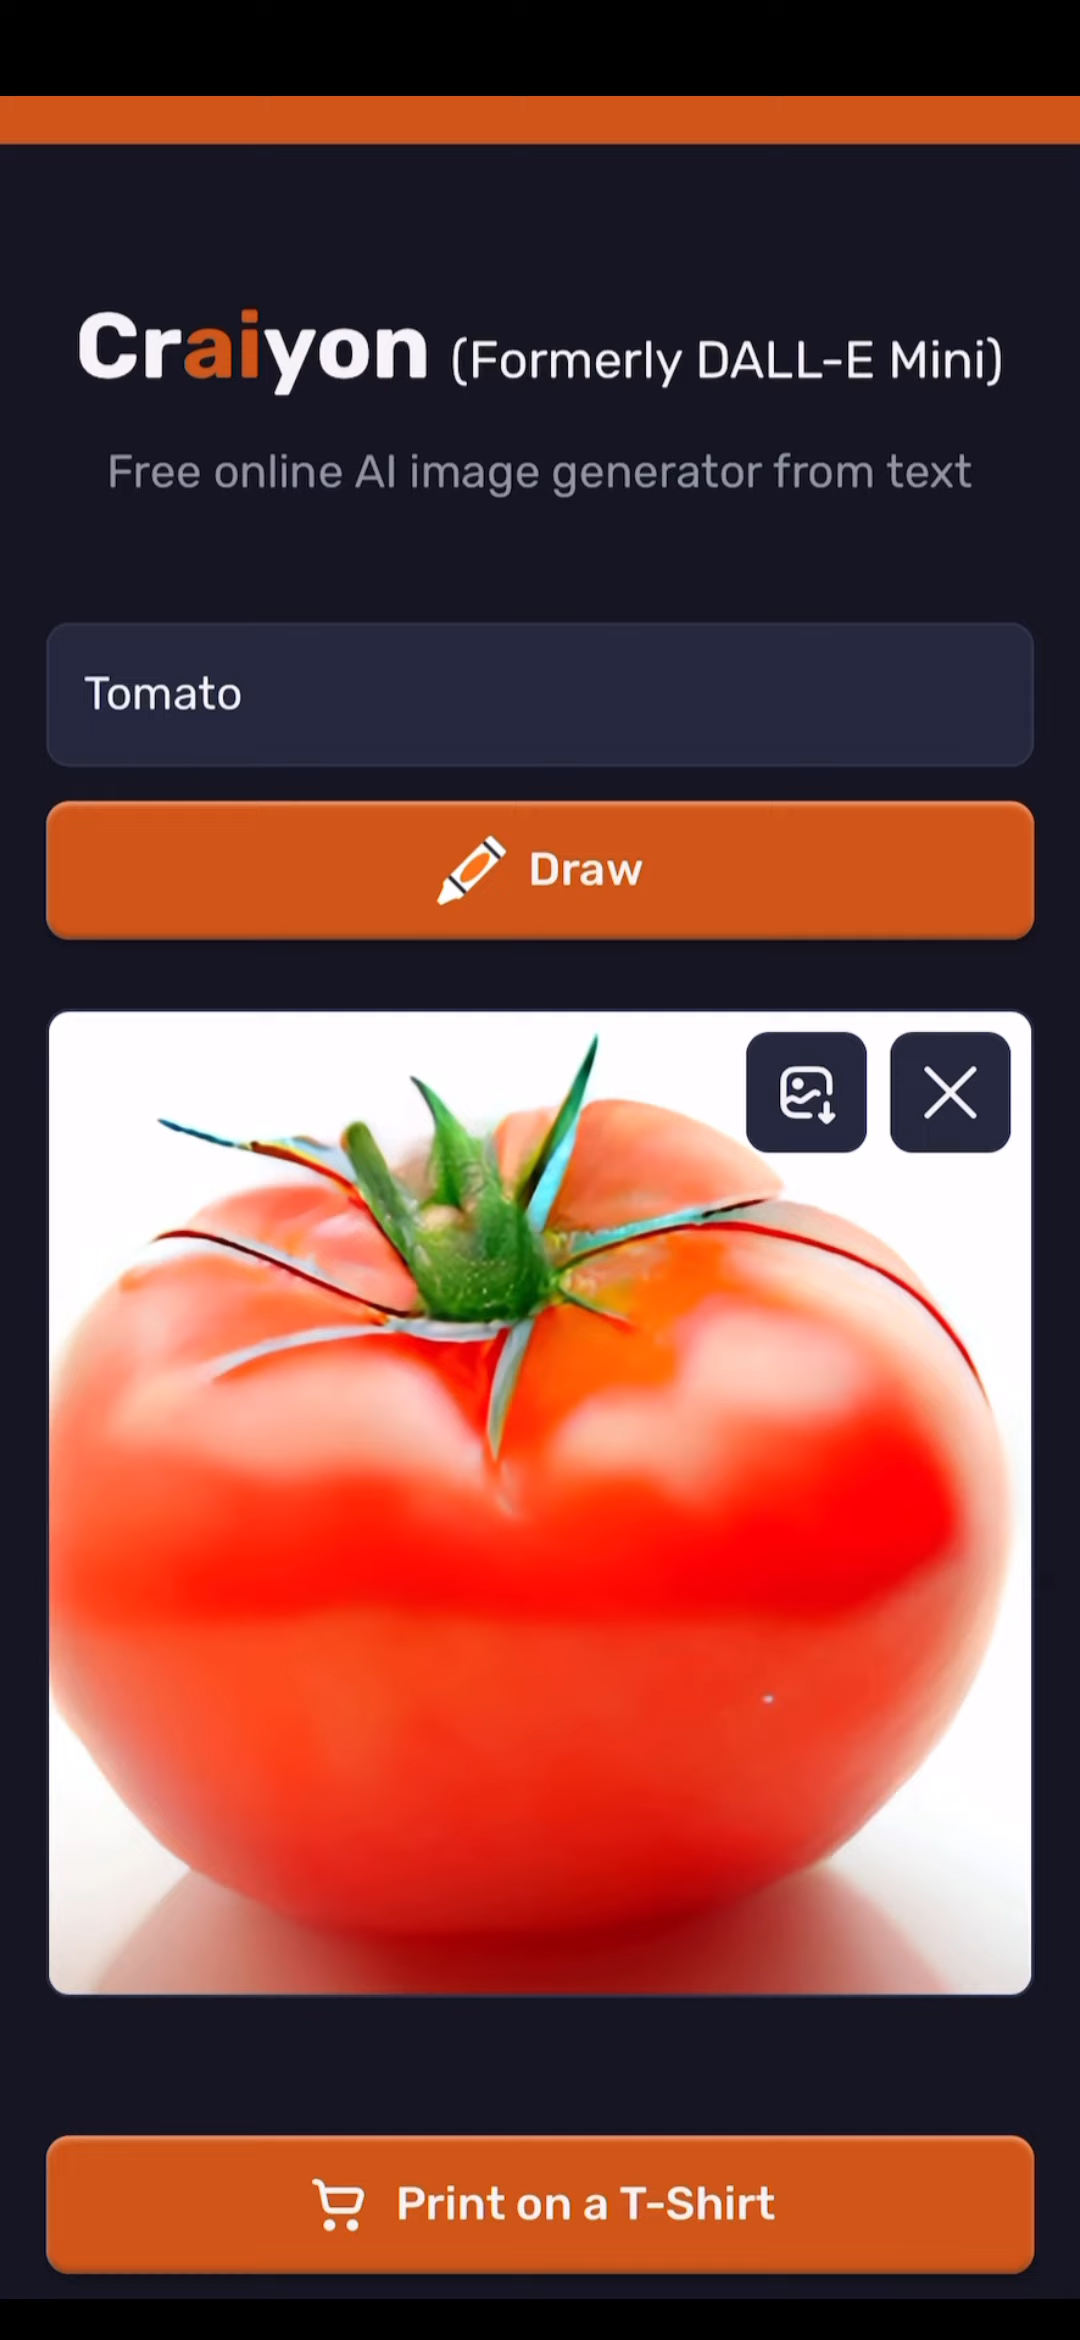 Craiyon (Formerly DALL-E Mini)
Free online AI image generator from text
Tomato
Draw
Print on a T-Shirt